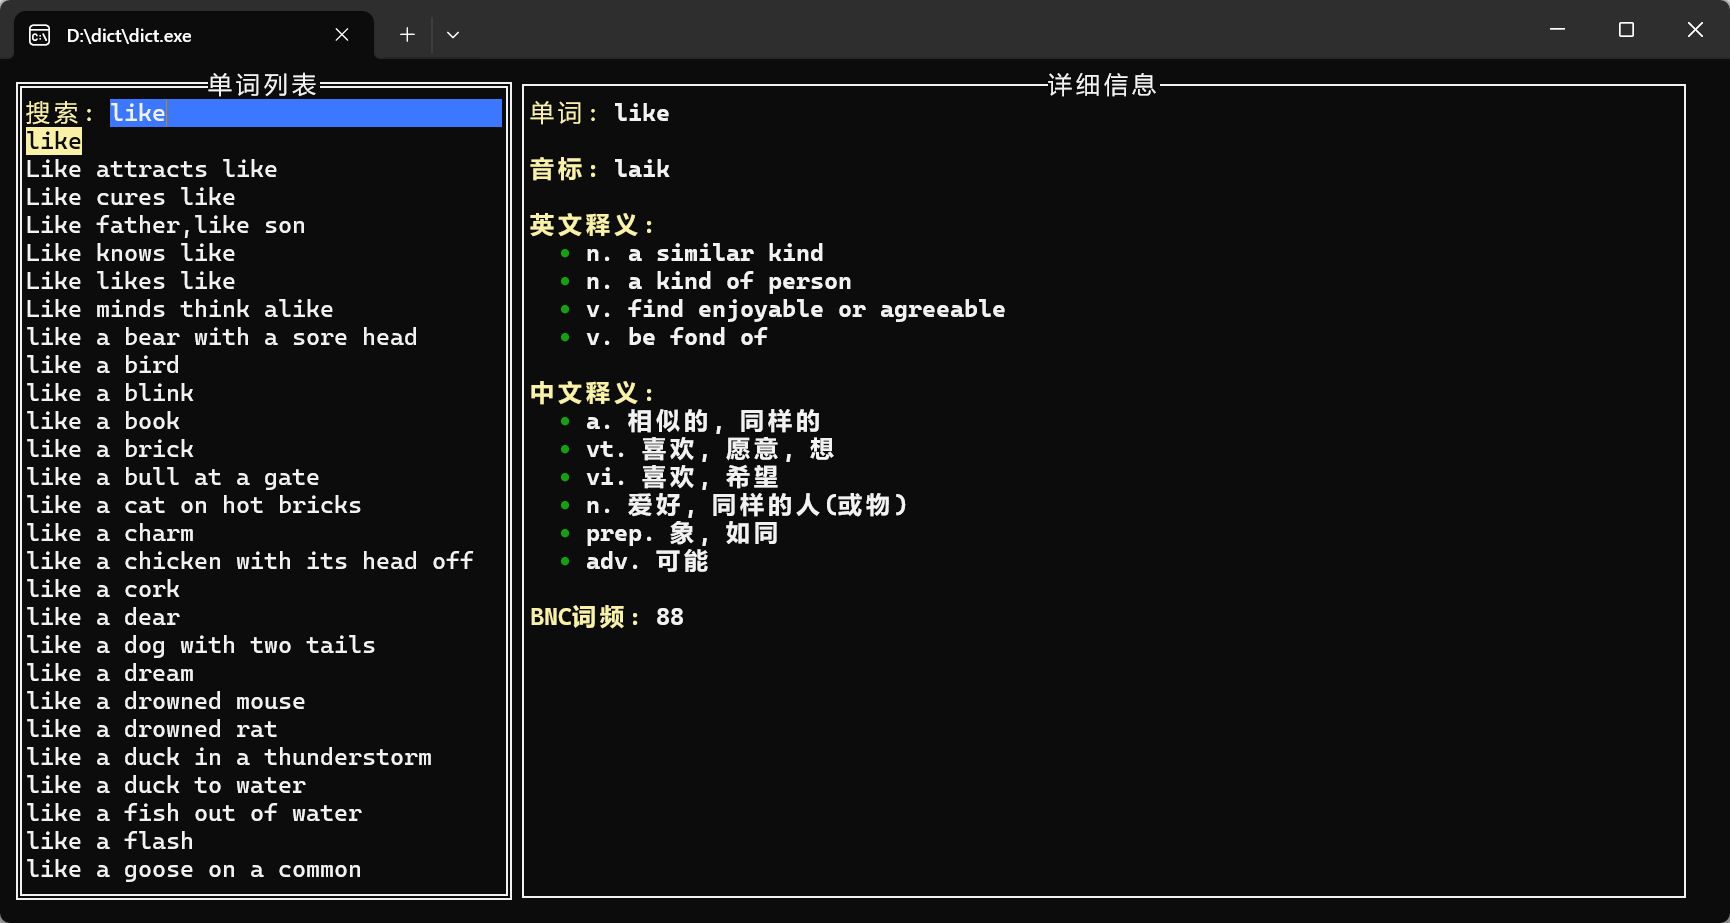 D:\dict\dict.exe
单词列表
搜索: like
like
Like attracts like
Like cures like
Like father,like son
Like knows like
Like likes like
Like minds think alike
like a bear with a sore head
like a bird
like a blink
like a book
like a brick
like a bull at a gate
like a cat on hot bricks
like a charm
like a chicken with its head off
like a cork
like a dear
like a dog with two tails
like a dream
like a drowned mouse
like a drowned rat
like a duck in a thunderstorm
like a duck to water
like a fish out of water
like a flash
like a goose on a common
详细信息
单词: like
音标: laik
英文释义:
• n. a similar kind
• n. a kind of person
• v. find enjoyable or agreeable
• v. be fond of
中文释义:
• a. 相似的, 同样的
• vt. 喜欢, 愿意, 想
• vi. 喜欢, 希望
• n. 爱好, 同样的人(或物)
• prep. 象, 如同
• adv. 可能
BNC词频: 88